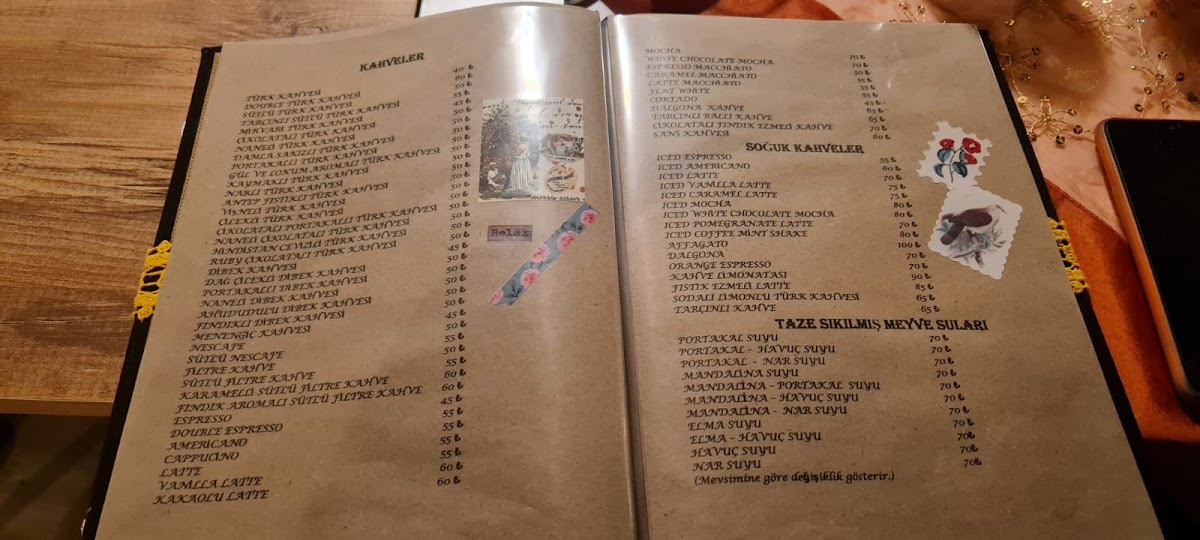 KAHVELER
TÜRK KAHVESİ 40 ₺
DOUBLE TÜRK KAHVESİ 60 ₺
SÜTLÜ TÜRK KAHVESİ 50 ₺
TARÇINLI SÜTLÜ TÜRK KAHVESİ 55 ₺
MIRVARI TÜRK KAHVESİ 45 ₺
ÇİKOLATALI TÜRK KAHVESİ 50 ₺
NANELİ TÜRK KAHVESİ 50 ₺
DAMLA SAKIZLI TÜRK KAHVESİ 50 ₺
PORTAKALLI TÜRK KAHVESİ 50 ₺
GÜL VE LOKUM AROMALI TÜRK KAHVESİ 50 ₺
KAYMAKLI TÜRK KAHVESİ 50 ₺
NARLI TÜRK KAHVESİ 50 ₺
ANTEP FISTIKLI TÜRK KAHVESİ 55 ₺
VİŞNELİ TÜRK KAHVESİ 50 ₺
ÇİLEKLİ TÜRK KAHVESİ 50 ₺
ÇİKOLATALI PORTAKALLI TÜRK KAHVESİ 50 ₺
NANELİ ÇİKOLATALI TÜRK KAHVESİ 50 ₺
HİNDİSTAN CEVİZLİ TÜRK KAHVESİ 50 ₺
RUBY ÇİKOLATALI TÜRK KAHVESİ 50 ₺
DİBEK KAHVESİ 45 ₺
DAĞ ÇİLEKLİ DİBEK KAHVESİ 50 ₺
PORTAKALLI DİBEK KAHVESİ 50 ₺
NANELİ DİBEK KAHVESİ 50 ₺
AHUDUDULU DİBEK KAHVESİ 50 ₺
FINDIKLI DİBEK KAHVESİ 50 ₺
MENENGİÇ KAHVESİ 45 ₺
NESCAFE 55 ₺
SÜTLÜ NESCAFE
FİLTRE KAHVE 50 ₺
SÜTLÜ FİLTRE KAHVE 55 ₺
KARAMELLİ SÜTLÜ FİLTRE KAHVE 60 ₺
FINDIK AROMALI SÜTLÜ FİLTRE KAHVE 60 ₺
ESPRESSO 45 ₺
DOUBLE ESPRESSO 55 ₺
AMERİCANO 55 ₺
CAPPUCİNO
LATTE 55 ₺
VANILLA LATTE 60 ₺
KAKAOLU LATTE 60 ₺
Relax
MOCHA 70 ₺
WHITE CHOCOLATE MOCHA 70 ₺
ESPRESSO MACCHIATO 50 ₺
CARAMEL MACCHIATO
LATTE MACCHIATO 55 ₺
FLAT WHITE 35 ₺
CORTADO 55 ₺
DALGONA KAHVE 45 ₺
TARÇINLI BALLI KAHVE 65 ₺
ÇİKOLATALI FINDIK EZMELİ KAHVE 70 ₺
SANS KAHVESİ 60 ₺
SOĞUK KAHVELER
ICED ESPRESSO 55 ₺
ICED AMERİCANO 60 ₺
ICED LATTE 70 ₺
ICED VANILLA LATTE 75 ₺
ICED CARAMEL LATTE 75 ₺
ICED MOCHA 80 ₺
ICED WHITE CHOCOLATE MOCHA 80 ₺
ICED POMEGRANATE LATTE 70 ₺
ICED COFFEE MİNT SHAKE 80 ₺
AFFAGATO 100 ₺
DALGONA 70 ₺
ORANGE ESPRESSO 70 ₺
KAHVE LİMONATASI 90 ₺
FISTIK EZMELİ LATTE 85 ₺
SODALI LİMONLU TÜRK KAHVESİ 65 ₺
TARÇINLI KAHVE 65 ₺
TAZE SIKILMIŞ MEYVE SULARI
PORTAKAL SUYU 70 ₺
PORTAKAL - HAVUÇ SUYU 70 ₺
PORTAKAL - NAR SUYU 70 ₺
MANDALİNA SUYU 70 ₺
MANDALİNA – PORTAKAL SUYU 70 ₺
MANDALİNA – HAVUÇ SUYU 70 ₺
MANDALİNA - NAR SUYU 70 ₺
ELMA SUYU 70 ₺
ELMA – HAVUÇ SUYU 70₺
HAVUÇ SUYU 70₺
NAR SUYU 70₺
(Mevsimine göre değişiklik gösterir.)